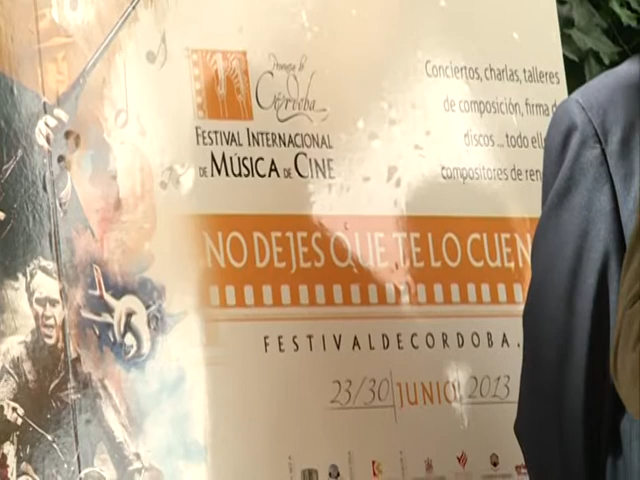 Provincia de
Córdoba
FESTIVAL INTERNACIONAL
DE MÚSICA DE CINE
Conciertos, charlas, talleres
de composición, firma d
discos ... todo ell
compositores de ren
NO DEJES QUE TE LO CUEN
FESTIVALDECORDOBA.
23/30 JUNIO 2013